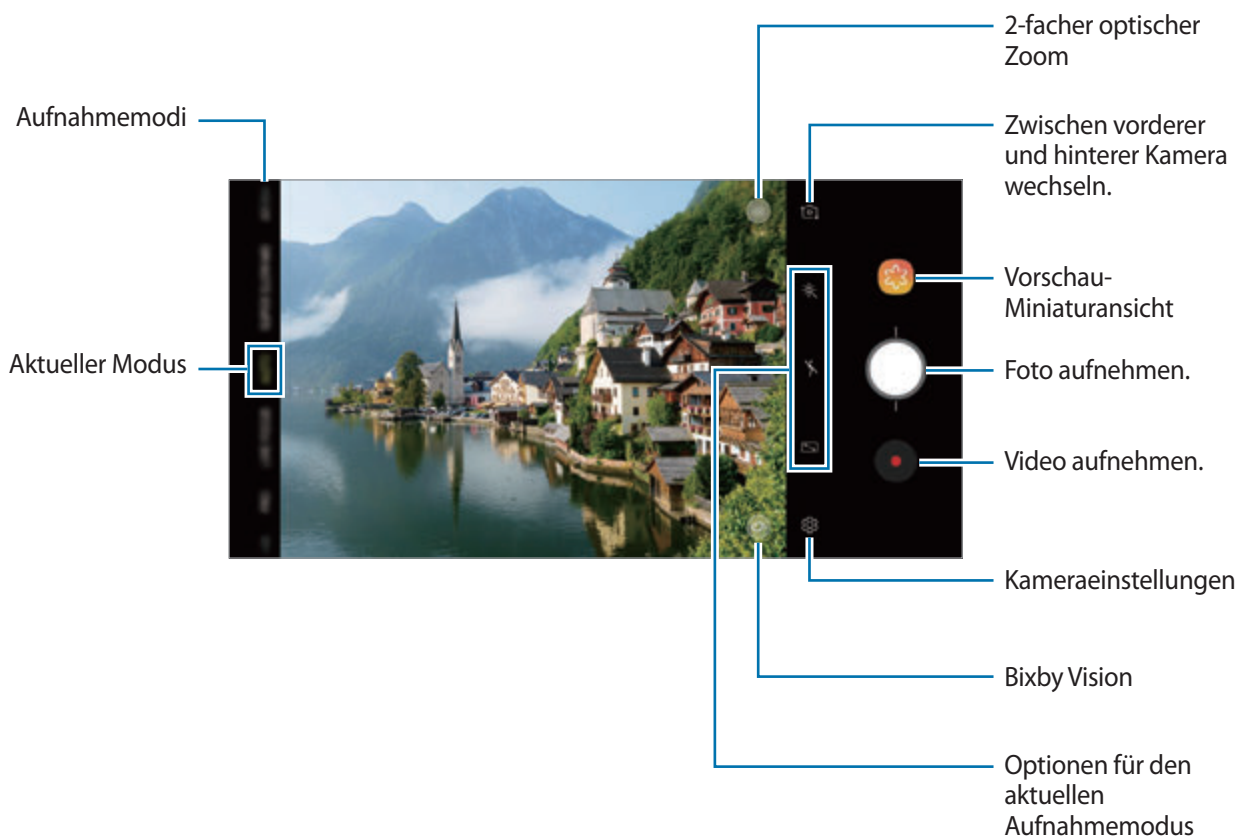 2-facher optischer
Zoom
Aufnahmemodi
Zwischen vorderer
und hinterer Kamera
wechseln.
Vorschau-
Miniaturansicht
Aktueller Modus
Foto aufnehmen.
Video aufnehmen.
Kameraeinstellungen
Bixby Vision
Optionen für den
aktuellen
Aufnahmemodus